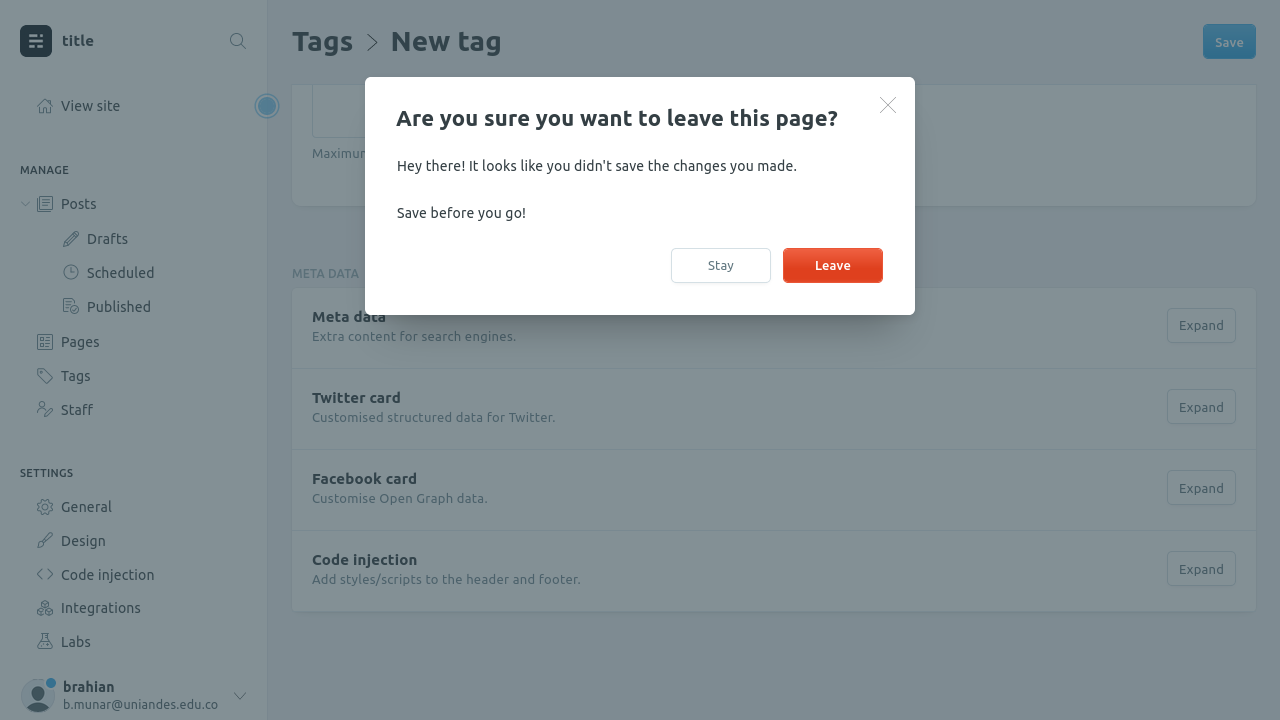 title
Tags > New tag
Save
View site
Maximum
Are you sure you want to leave this page?
Hey there! It looks like you didn't save the changes you made.
Save before you go!
Stay
Leave
MANAGE
Posts
Drafts
Scheduled
Published
Pages
Tags
Staff
SETTINGS
General
Design
Code injection
Integrations
Labs
brahian
b.munar@uniandes.edu.co
META DATA
Meta data
Extra content for search engines.
Expand
Twitter card
Customised structured data for Twitter.
Expand
Facebook card
Customise Open Graph data.
Expand
Code injection
Add styles/scripts to the header and footer.
Expand